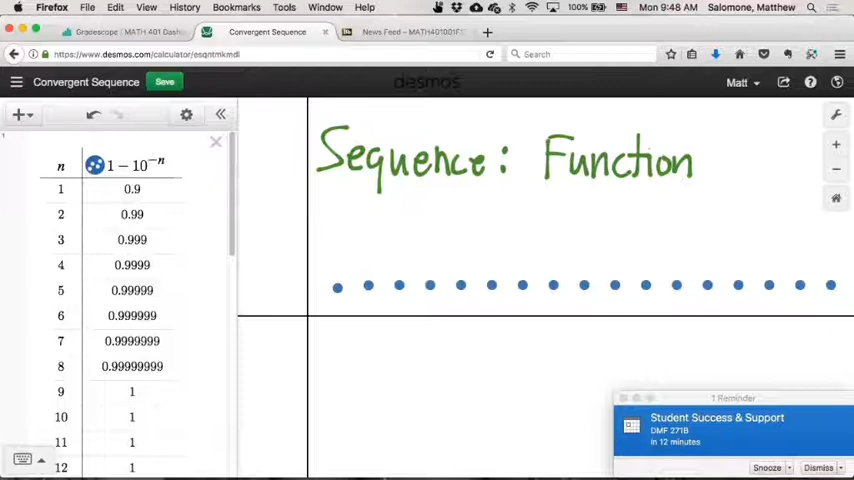 Firefox File Edit View History Bookmarks Tools Window Help 100% Mon 9:48 AM Salomone, Matthew
Gradescope | MATH 401 Dash Convergent Sequence News Feed – MATH401001F
https://www.desmos.com/calculator/esqntmkmdl Search
Convergent Sequence Save desmos Matt
1
n 1 − 10⁻ⁿ
1 0.9
2 0.99
3 0.999
4 0.9999
5 0.99999
6 0.999999
7 0.9999999
8 0.99999999
9 1
10 1
11 1
12 1
Sequence: Function
1 Reminder
Student Success & Support
DMF 271B
in 12 minutes
Snooze Dismiss